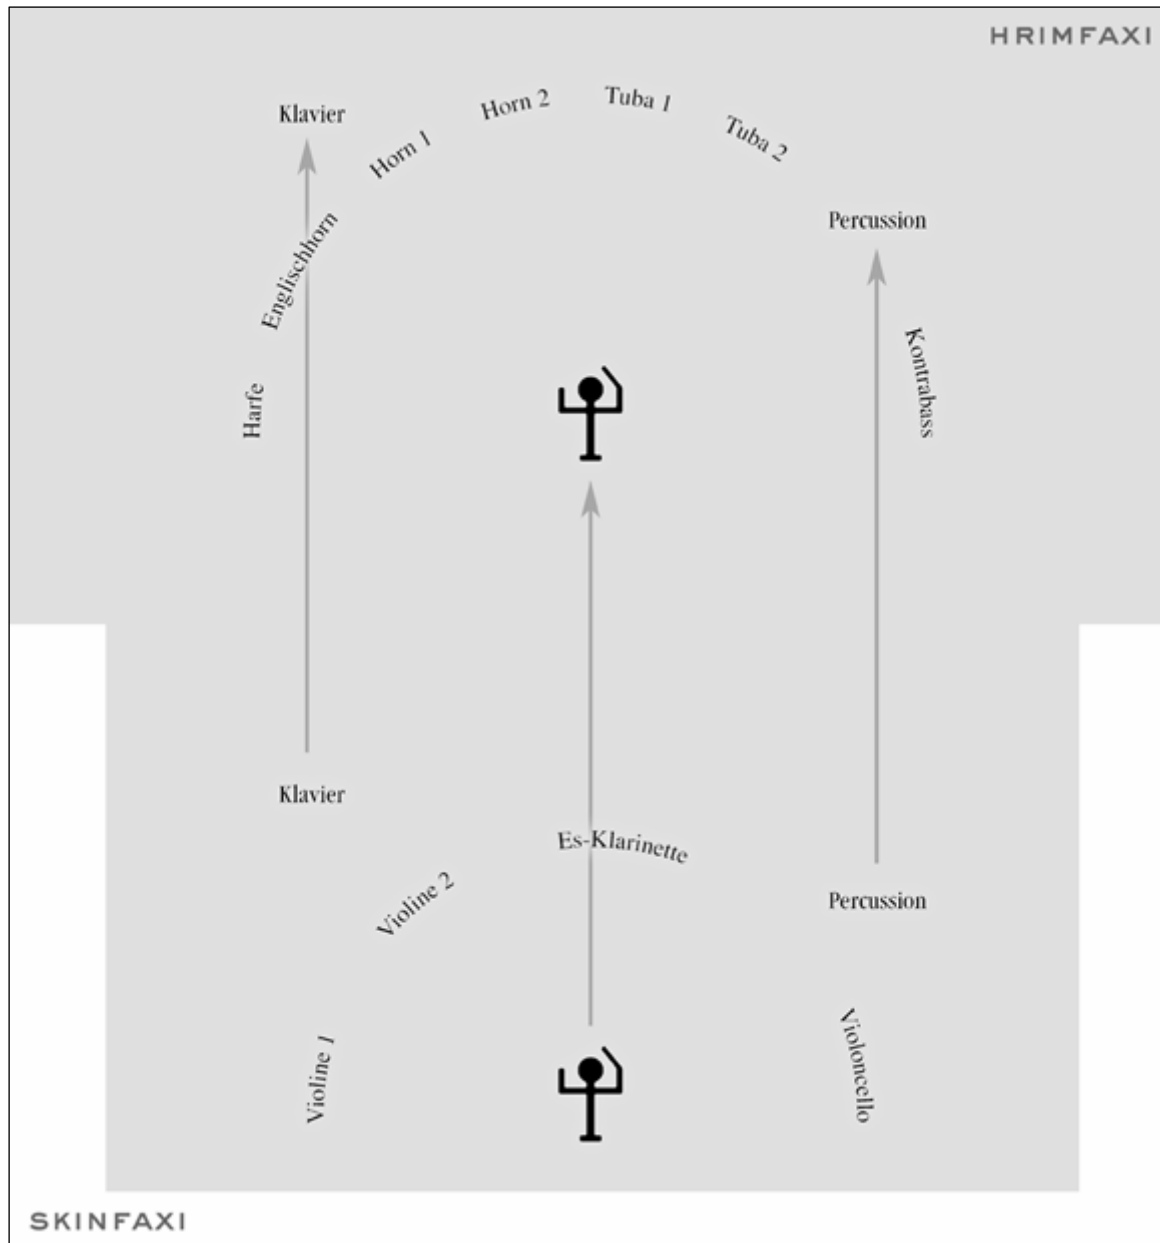 HRIMFAXI
Klavier
Horn 1
Horn 2
Tuba 1
Tuba 2
Percussion
Englischhorn
Harfe
Kontrabass
Klavier
Es-Klarinette
Violine 2
Percussion
Violine 1
Violoncello
SKINFAXI